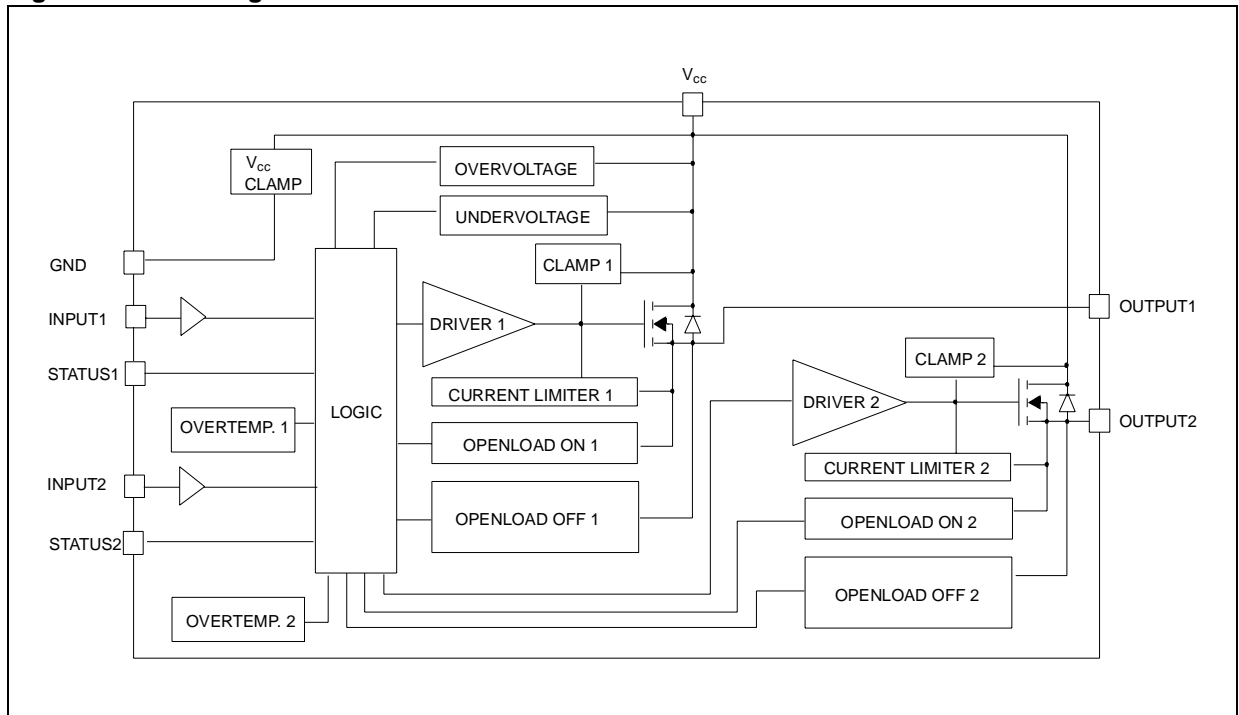 Vcc
Vcc
CLAMP
OVERVOLTAGE
UNDERVOLTAGE
GND
CLAMP 1
INPUT1
DRIVER 1
OUTPUT1
STATUS1
CURRENT LIMITER 1
CLAMP 2
LOGIC
DRIVER 2
OVERTEMP. 1
OPENLOAD ON 1
OUTPUT2
INPUT2
CURRENT LIMITER 2
OPENLOAD OFF 1
OPENLOAD ON 2
STATUS2
OPENLOAD OFF 2
OVERTEMP. 2